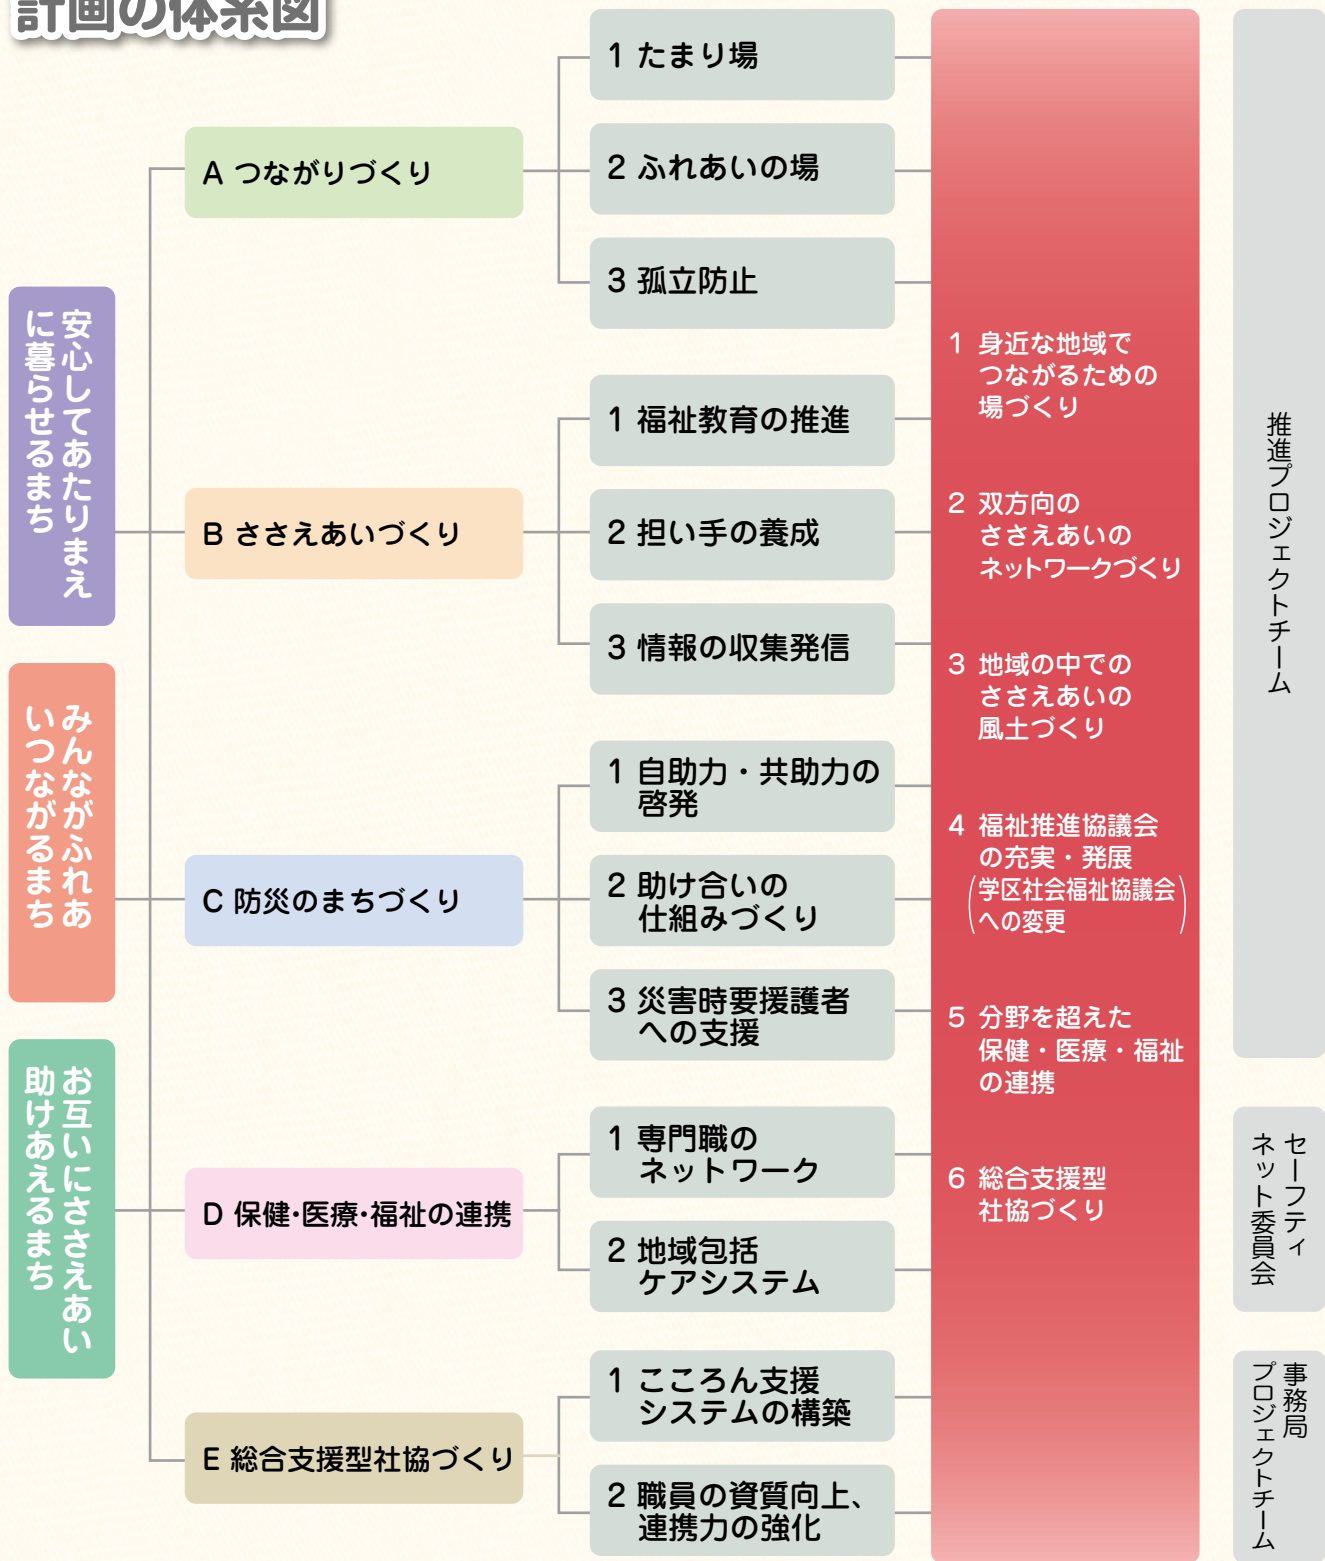 計画の体系図
安心してあたりまえ
に暮らせるまち
みんながふれあ
いつながるまち
お互いにささえあい
助けあえるまち
A つながりづくり
1 たまり場
2 ふれあいの場
3 孤立防止
B ささえあいづくり
1 福祉教育の推進
2 担い手の養成
3 情報の収集発信
C 防災のまちづくり
1 自助力・共助力の
啓発
2 助け合いの
仕組みづくり
3 災害時要援護者
への支援
D 保健・医療・福祉の連携
1 専門職の
ネットワーク
2 地域包括
ケアシステム
E 総合支援型社協づくり
1 こころん支援
システムの構築
2 職員の資質向上、
連携力の強化
1 身近な地域で
つながるための
場づくり
2 双方向の
ささえあいの
ネットワークづくり
3 地域の中での
ささえあいの
風土づくり
4 福祉推進協議会
の充実・発展
(学区社会福祉協議会
への変更)
5 分野を超えた
保健・医療・福祉
の連携
6 総合支援型
社協づくり
推進プロジェクトチーム
セーフティ
ネット委員会
事務局
プロジェクトチーム